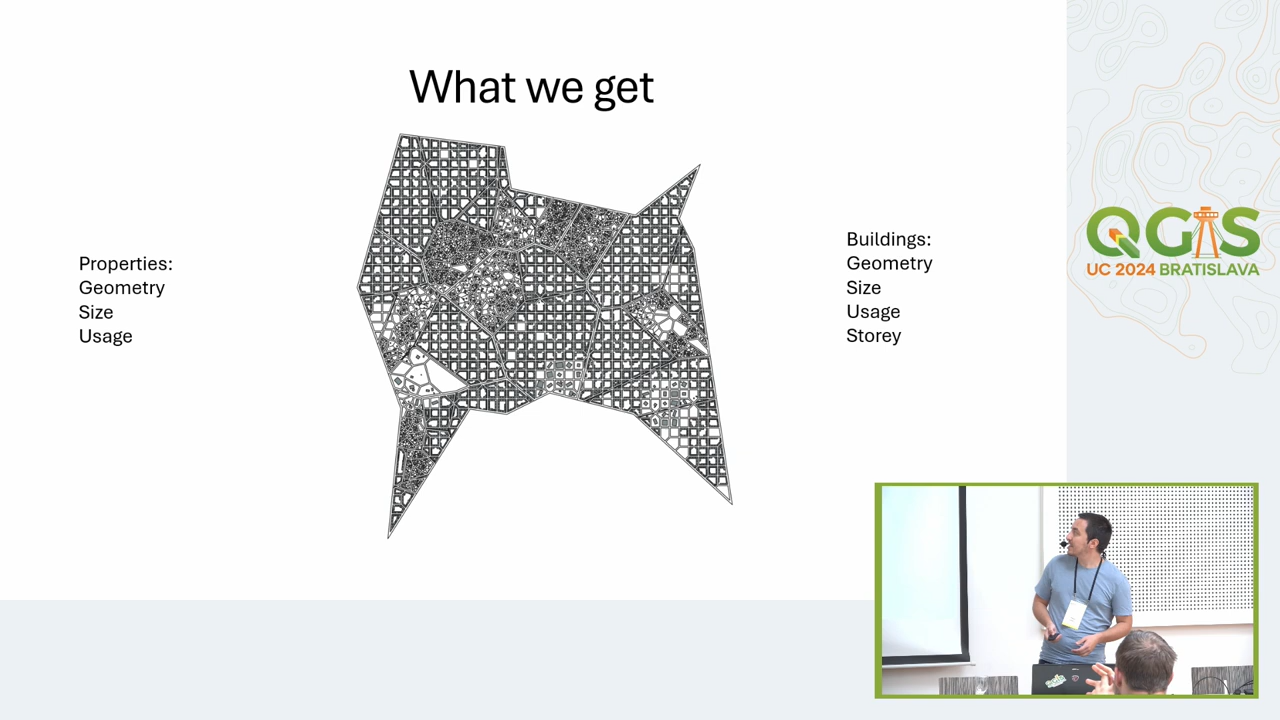 What we get
Properties:
Geometry
Size
Usage
Buildings:
Geometry
Size
Usage
Storey
QGIS
UC 2024 BRATISLAVA